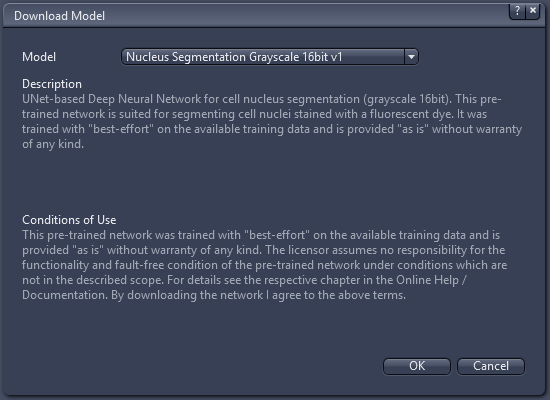 Download Model
? ×
Model Nucleus Segmentation Grayscale 16bit v1
Description
UNet-based Deep Neural Network for cell nucleus segmentation (grayscale 16bit). This pre-
trained network is suited for segmenting cell nuclei stained with a fluorescent dye. It was
trained with "best-effort" on the available training data and is provided "as is" without warranty
of any kind.
Conditions of Use
This pre-trained network was trained with "best-effort" on the available training data and is
provided "as is" without warranty of any kind. The licensor assumes no responsibility for the
functionality and fault-free condition of the pre-trained network under conditions which are
not in the described scope. For details see the respective chapter in the Online Help /
Documentation. By downloading the network I agree to the above terms.
OK Cancel